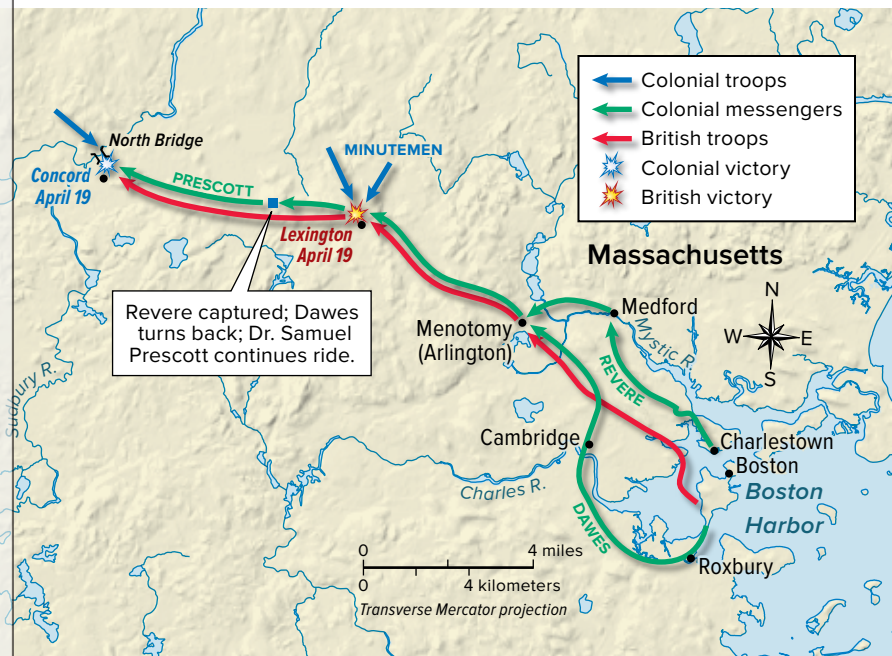 Colonial troops
Colonial messengers
British troops
Colonial victory
British victory
North Bridge
MINUTEMEN
Concord
April 19
PRESCOTT
Lexington
April 19
Massachusetts
Revere captured; Dawes
turns back; Dr. Samuel
Prescott continues ride.
N
W
E
S
Medford
Menotomy
(Arlington)
Mystic R.
REVERE
Sudbury R.
Cambridge
Charlestown
Boston
Charles R.
Boston
Harbor
DAWES
Roxbury
0
4 miles
0
4 kilometers
Transverse Mercator projection